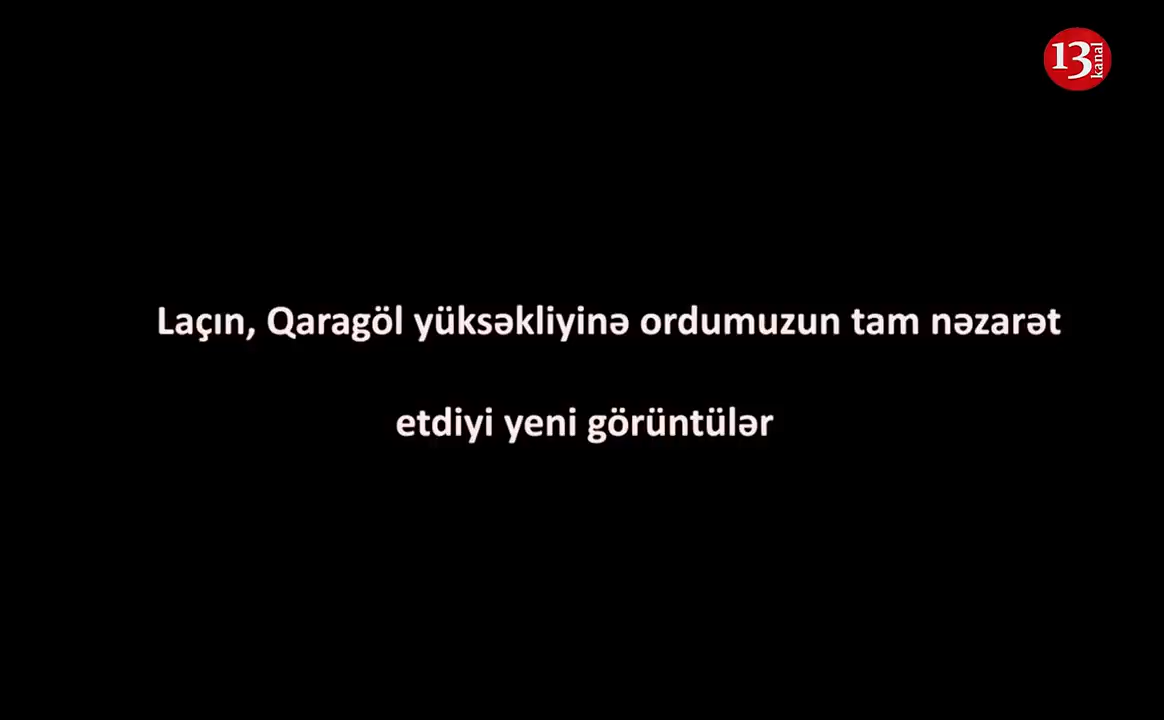 13 kanal
Laçın, Qaragöl yüksəkliyinə ordumuzun tam nəzarət
etdiyi yeni görüntülər